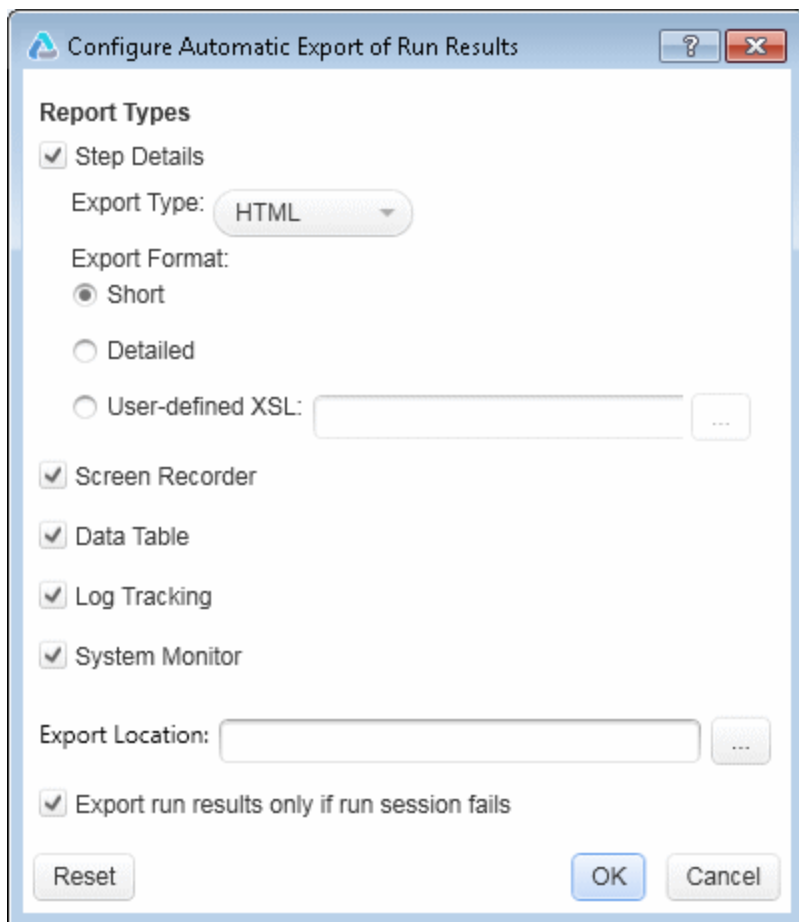 Configure Automatic Export of Run Results ?
Report Types
Step Details
Export Type: HTML
Export Format:
Short
Detailed
User-defined XSL: ...
Screen Recorder
Data Table
Log Tracking
System Monitor
Export Location: ...
Export run results only if run session fails
Reset OK Cancel